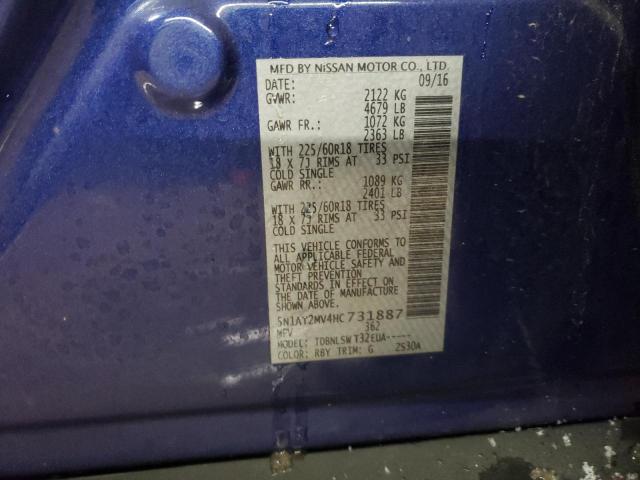 MFD BY NISSAN MOTOR CO., LTD.
DATE: 09/16
GVWR: 2122 KG
4679 LB
GAWR FR.: 1072 KG
2363 LB
WITH 225/60R18 TIRES
18 X 7J RIMS AT 33 PSI
COLD SINGLE
GAWR RR.: 1089 KG
2401 LB
WITH 225/60R18 TIRES
18 X 7J RIMS AT 33 PSI
COLD SINGLE
THIS VEHICLE CONFORMS TO
ALL APPLICABLE FEDERAL
MOTOR VEHICLE SAFETY AND
THEFT PREVENTION
STANDARDS IN EFFECT ON THE
DATE OF MANUFACTURE
SHOWN ABOVE.
5N1AY2MV4HC731887
MPV 362
MODEL: TDBNLSWT32EUA-----
COLOR: RBY TRIM: G 2S30A